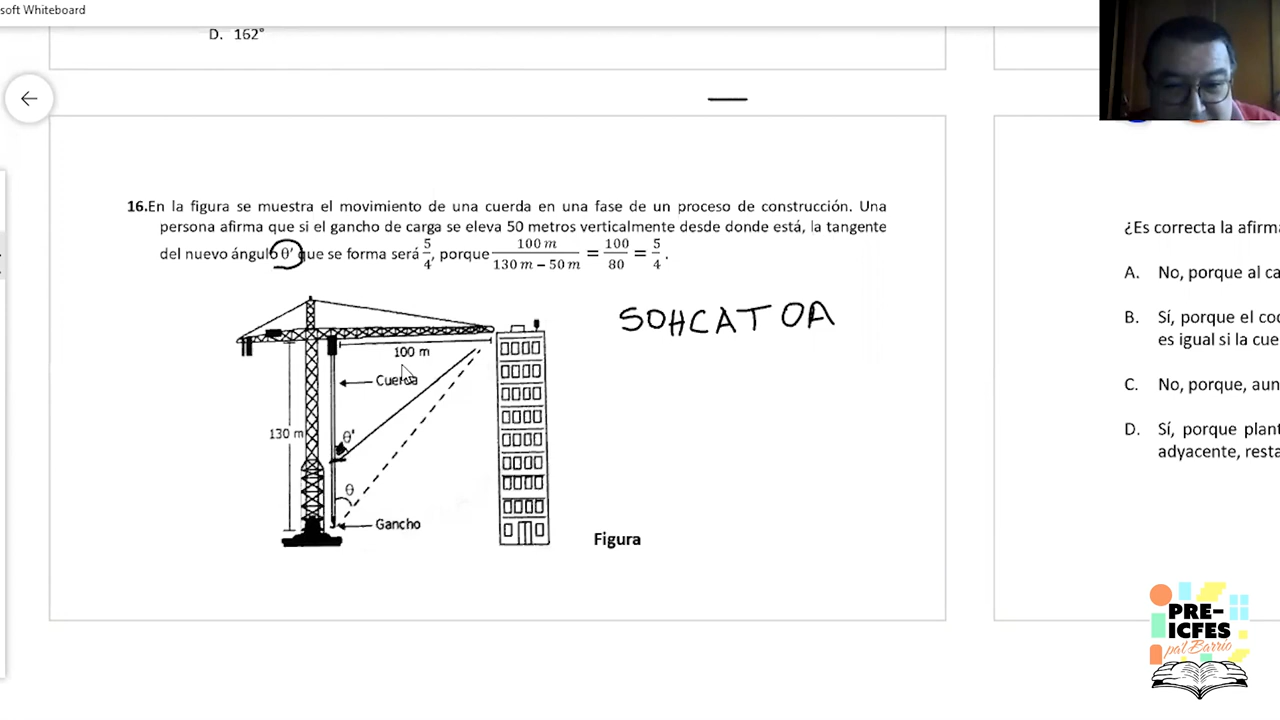 soft Whiteboard
D. 162°
16.En la figura se muestra el movimiento de una cuerda en una fase de un proceso de construcción. Una
persona afirma que si el gancho de carga se eleva 50 metros verticalmente desde donde está, la tangente
del nuevo ángulo θ' que se forma será 5/4, porque 100 m / 130 m – 50 m = 100/80 = 5/4.
SOHCATOA
100 m
Cuerda
130 m
θ'
θ
Gancho
Figura
¿Es correcta la afirma
A. No, porque al ca
B. Sí, porque el coc
es igual si la cue
C. No, porque, aun
D. Sí, porque plant
adyacente, resta
PRE-
ICFES
pa'l Barrio